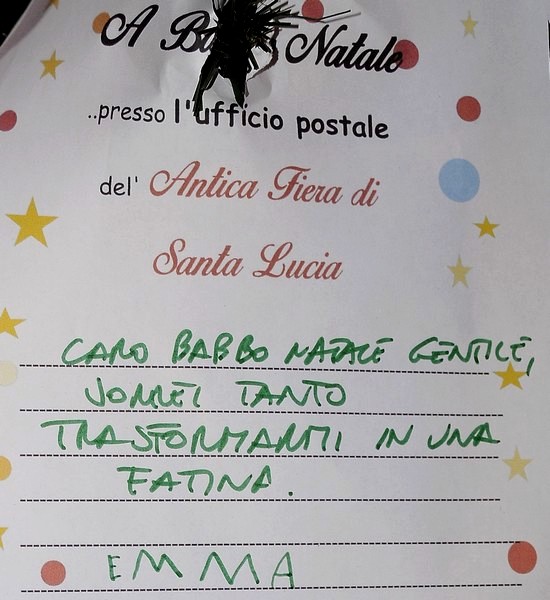 A Natale
..presso l'ufficio postale
del' Antica Fiera di
Santa Lucia
CARO BABBO NATALE GENTILE,
VORREI TANTO
TRASFORMARMI IN UNA
FATINA.
EMMA